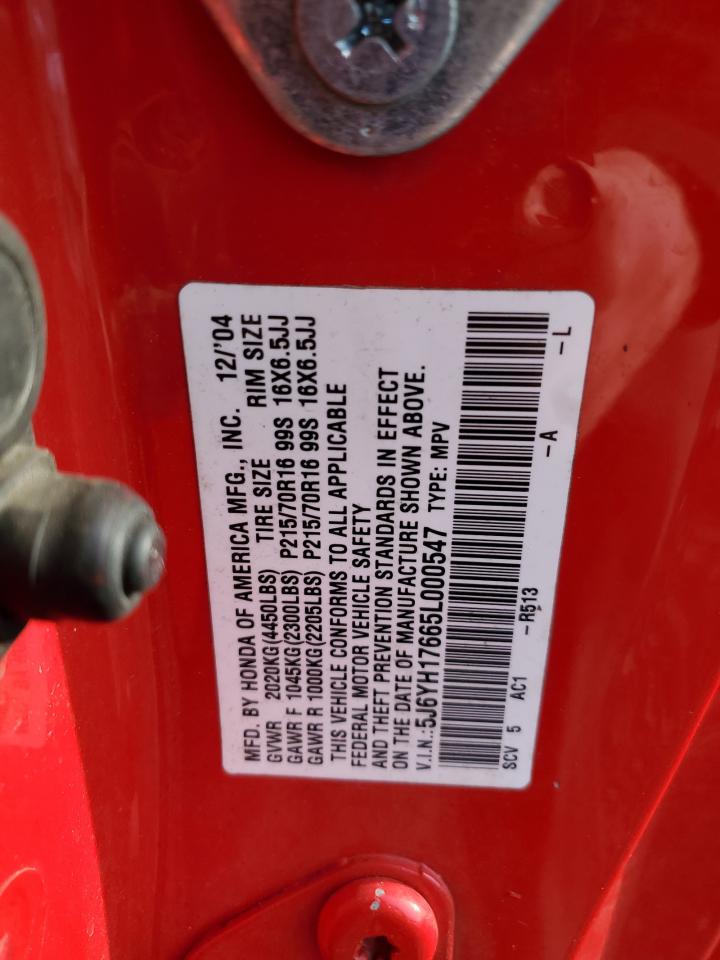 MFD. BY HONDA OF AMERICA MFG., INC. 12/'04
GVWR 2020KG(4450LBS) TIRE SIZE RIM SIZE
GAWR F 1045KG(2300LBS) P215/70R16 99S 16X6.5JJ
GAWR R 1000KG(2205LBS) P215/70R16 99S 16X6.5JJ
THIS VEHICLE CONFORMS TO ALL APPLICABLE
FEDERAL MOTOR VEHICLE SAFETY
AND THEFT PREVENTION STANDARDS IN EFFECT
ON THE DATE OF MANUFACTURE SHOWN ABOVE.
V.I.N.:5J6YH17665L000547 TYPE: MPV
SCV 5 AC1 -R513 -A -L